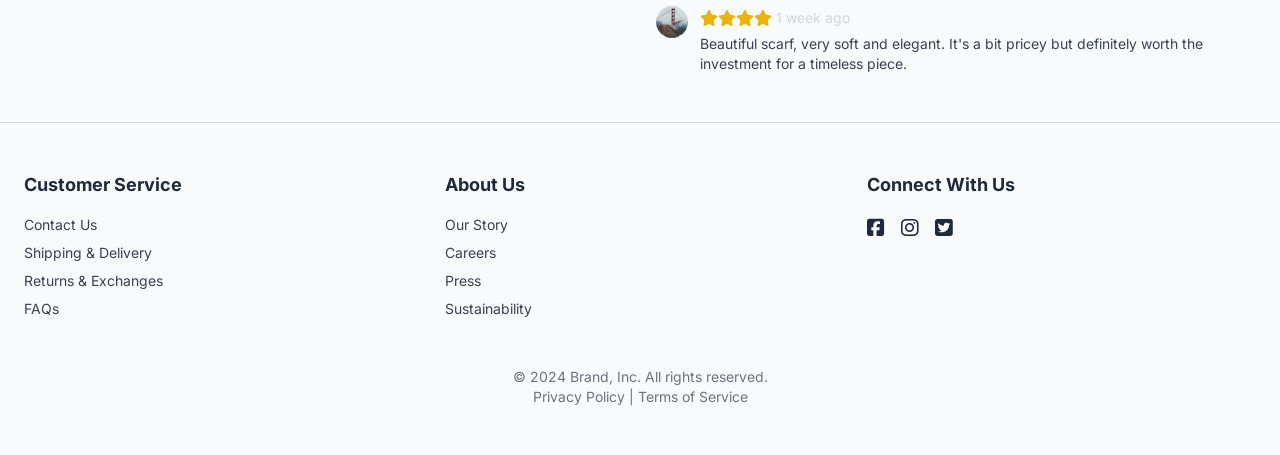 1 week ago
Beautiful scarf, very soft and elegant. It's a bit pricey but definitely worth the
investment for a timeless piece.
Customer Service
Contact Us
Shipping & Delivery
Returns & Exchanges
FAQs
About Us
Our Story
Careers
Press
Sustainability
Connect With Us
© 2024 Brand, Inc. All rights reserved.
Privacy Policy | Terms of Service